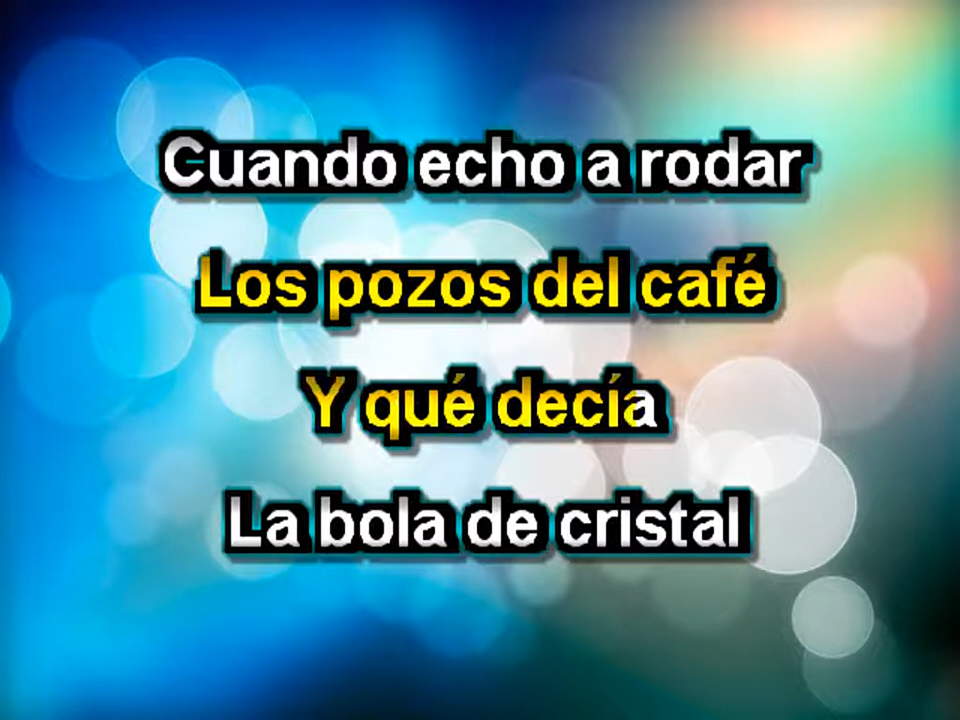 Cuando echo a rodar
Los pozos del café
Y qué decía
La bola de cristal